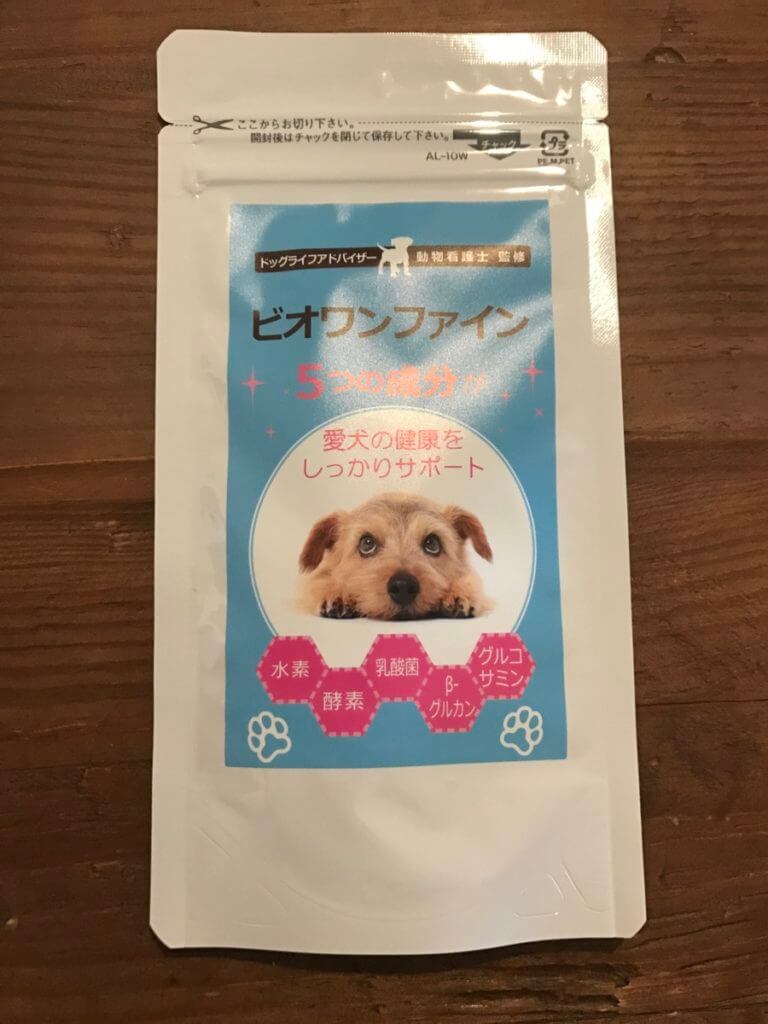 ここからお切り下さい。
開封後はチャックを閉じて保存して下さい。
チャック
AL-10W
プラ
PE,M,PET
ドッグライフアドバイザー 動物看護士 監修
ビオワンファイン
5つの成分が
愛犬の健康を
しっかりサポート
水素
酵素
乳酸菌
β-
グルカン
グルコ
サミン